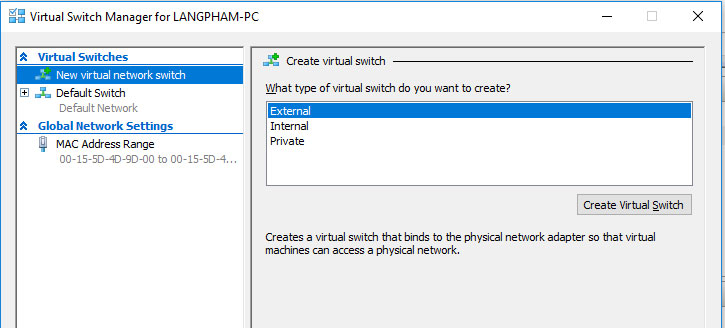 Virtual Switch Manager for LANGPHAM-PC
Virtual Switches
New virtual network switch
Default Switch
Default Network
Global Network Settings
MAC Address Range
00-15-5D-4D-9D-00 to 00-15-5D-4...
Create virtual switch
What type of virtual switch do you want to create?
External
Internal
Private
Create Virtual Switch
Creates a virtual switch that binds to the physical network adapter so that virtual
machines can access a physical network.